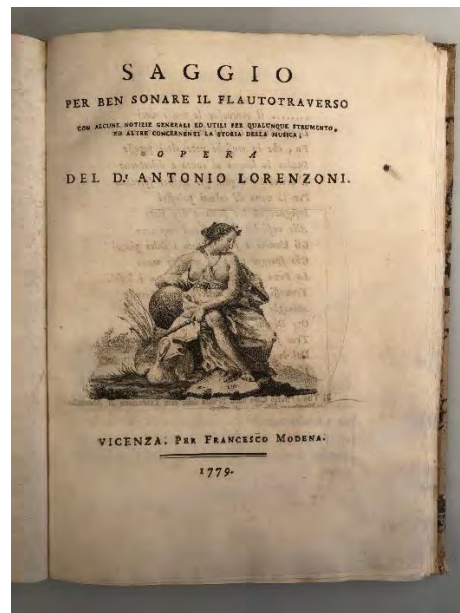 SAGGIO
PER BEN SONARE IL FLAUTOTRAVERSO
CON ALCUNE NOTIZIE GENERALI ED UTILI PER QUALUNQUE STRUMENTO,
ED ALTRE CONCERNENTI LA STORIA DELLA MUSICA;
OPERA
DEL D.r ANTONIO LORENZONI.
VICENZA. PER FRANCESCO MODENA.
1779.